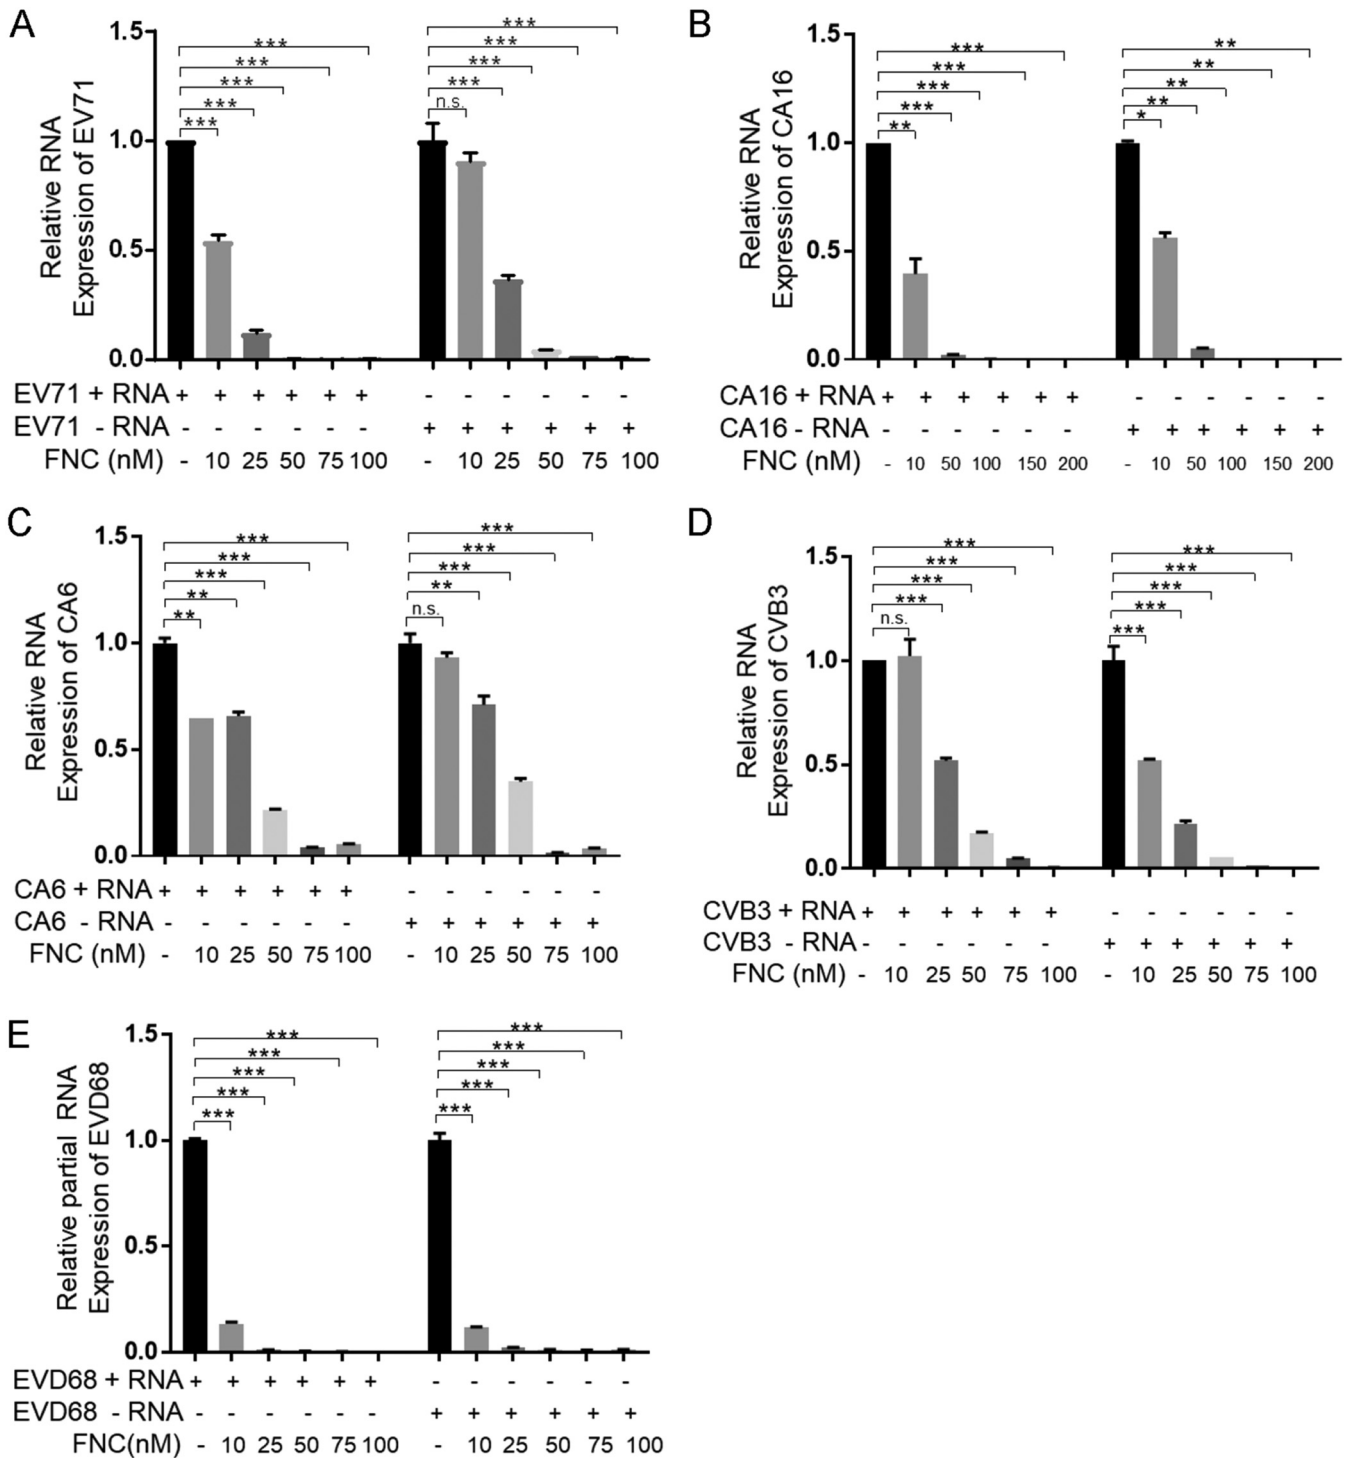 A
Relative RNA
Expression of EV71
1.5
1.0
0.5
0.0
***
***
***
***
***
***
***
***
***
n.s.
EV71 + RNA + + + + + + - - - - - -
EV71 - RNA - - - - - - + + + + + +
FNC (nM) - 10 25 50 75 100 - 10 25 50 75 100
B
Relative RNA
Expression of CA16
1.5
1.0
0.5
0.0
***
***
***
***
**
**
**
**
**
*
CA16 + RNA + + + + + + - - - - - -
CA16 - RNA - - - - - - + + + + + +
FNC (nM) - 10 50 100 150 200 - 10 50 100 150 200
C
Relative RNA
Expression of CA6
1.5
1.0
0.5
0.0
***
***
***
**
**
***
***
***
**
n.s.
CA6 + RNA + + + + + + - - - - - -
CA6 - RNA - - - - - - + + + + + +
FNC (nM) - 10 25 50 75 100 - 10 25 50 75 100
D
Relative RNA
Expression of CVB3
1.5
1.0
0.5
0.0
***
***
***
***
n.s.
***
***
***
***
***
CVB3 + RNA + + + + + + - - - - - -
CVB3 - RNA - - - - - - + + + + + +
FNC (nM) - 10 25 50 75 100 - 10 25 50 75 100
E
Relative partial RNA
Expression of EVD68
1.5
1.0
0.5
0.0
***
***
***
***
***
***
***
***
***
***
EVD68 + RNA + + + + + + - - - - - -
EVD68 - RNA - - - - - - + + + + + +
FNC(nM) - 10 25 50 75 100 - 10 25 50 75 100